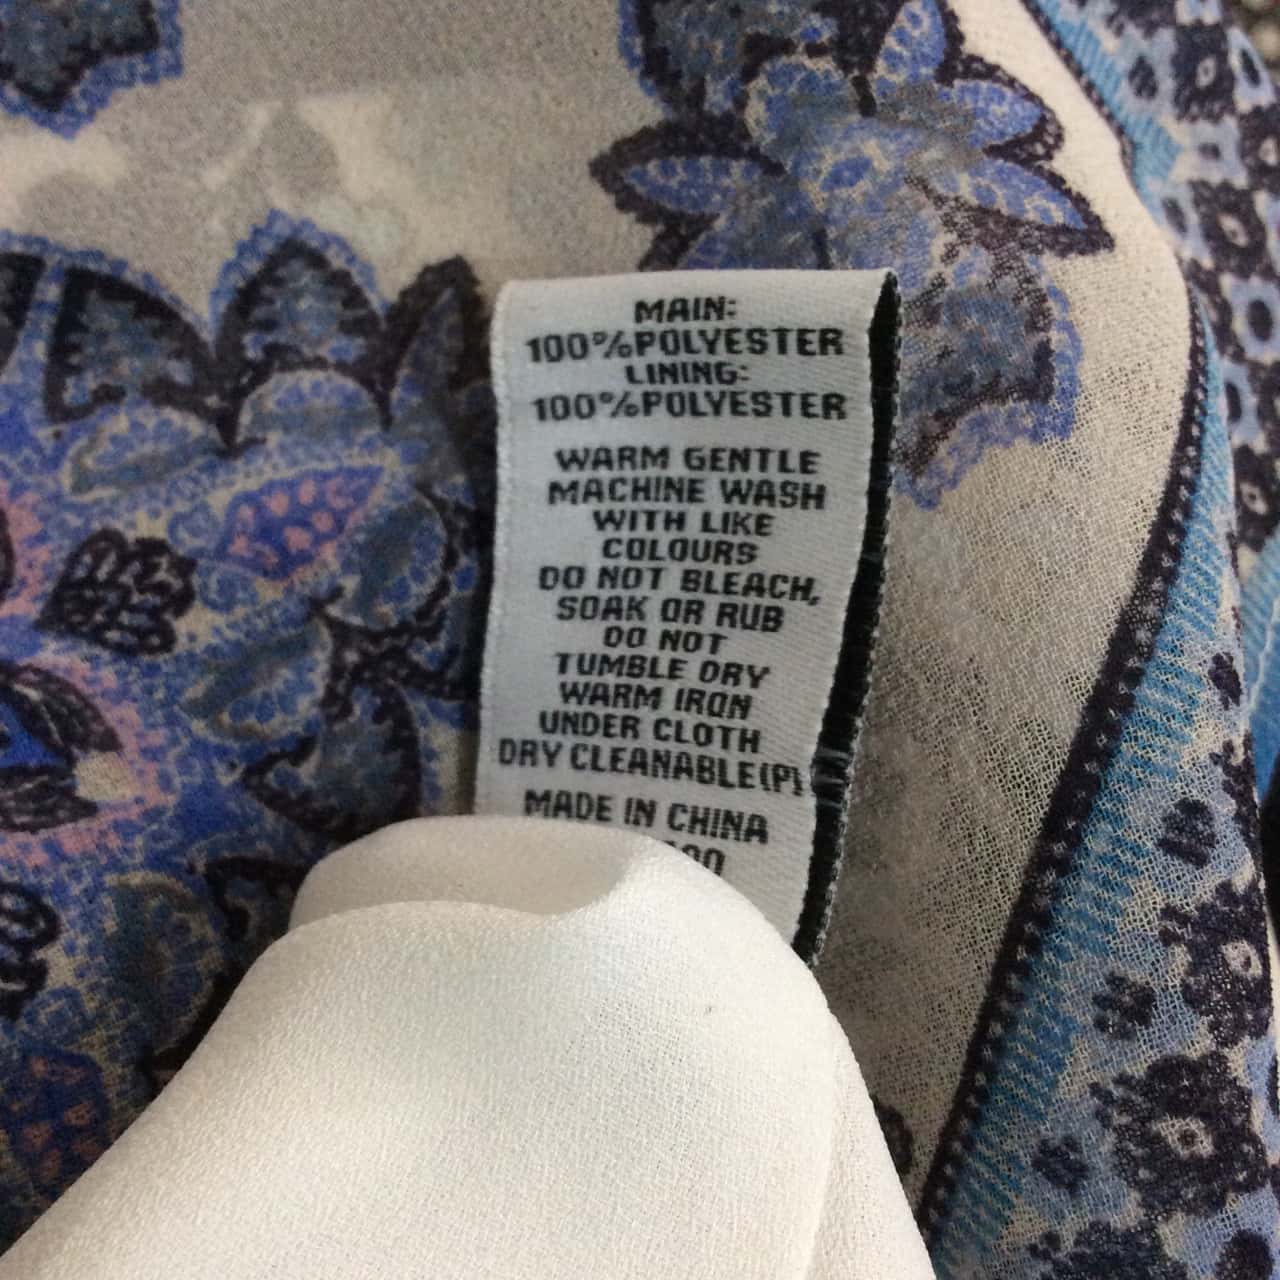 MAIN:
100%POLYESTER
LINING:
100%POLYESTER
WARM GENTLE
MACHINE WASH
WITH LIKE
COLOURS
DO NOT BLEACH,
SOAK OR RUB
DO NOT
TUMBLE DRY
WARM IRON
UNDER CLOTH
DRY CLEANABLE(P)
MADE IN CHINA